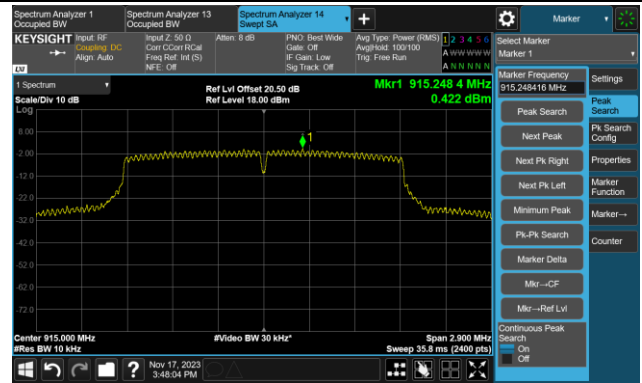 Spectrum Analyzer 1
Occupied BW
Spectrum Analyzer 13
Occupied BW
Spectrum Analyzer 14
Swept SA
Marker
KEYSIGHT
Input: RF
Coupling: DC
Align: Auto
Input Z: 50 Ω
Corr CCorr RCal
Freq Ref: Int (S)
NFE: Off
Atten: 8 dB
PNO: Best Wide
Gate: Off
IF Gain: Low
Sig Track: Off
Avg Type: Power (RMS)
Avg|Hold: 100/100
Trig: Free Run
1 2 3 4 5 6
A W W W W W
A N N N N N
LXI
Select Marker
Marker 1
1 Spectrum
Scale/Div 10 dB
Log
Ref Lvl Offset 20.50 dB
Ref Level 18.00 dBm
Mkr1 915.248 4 MHz
0.422 dBm
8.00
-2.00
-12.0
-22.0
-32.0
-42.0
-52.0
-62.0
-72.0
1
Center 915.000 MHz
#Res BW 10 kHz
#Video BW 30 kHz*
Span 2.900 MHz
Sweep 35.8 ms (2400 pts)
Marker Frequency
915.248416 MHz
Peak Search
Next Peak
Next Pk Right
Next Pk Left
Minimum Peak
Pk-Pk Search
Marker Delta
Mkr→CF
Mkr→Ref Lvl
Continuous Peak
Search
On
Off
Settings
Peak
Search
Pk Search
Config
Properties
Marker
Function
Marker→
Counter
Nov 17, 2023
3:48:04 PM